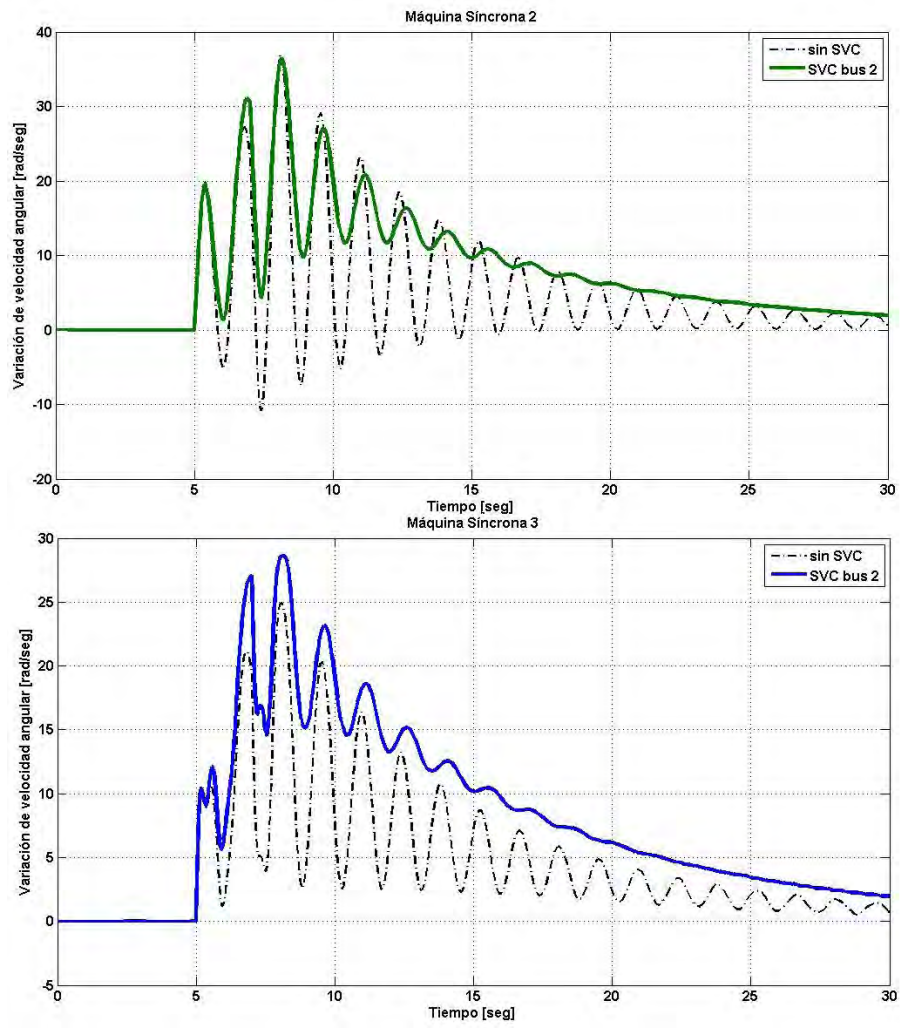 Máquina Síncrona 2
40
30
20
10
0
-10
-20
Variación de velocidad angular [rad/seg]
sin SVC
SVC bus 2
0 5 10 15 20 25 30
Tiempo [seg]
Máquina Síncrona 3
30
25
20
15
10
5
0
-5
Variación de velocidad angular [rad/seg]
sin SVC
SVC bus 2
0 5 10 15 20 25 30
Tiempo [seg]